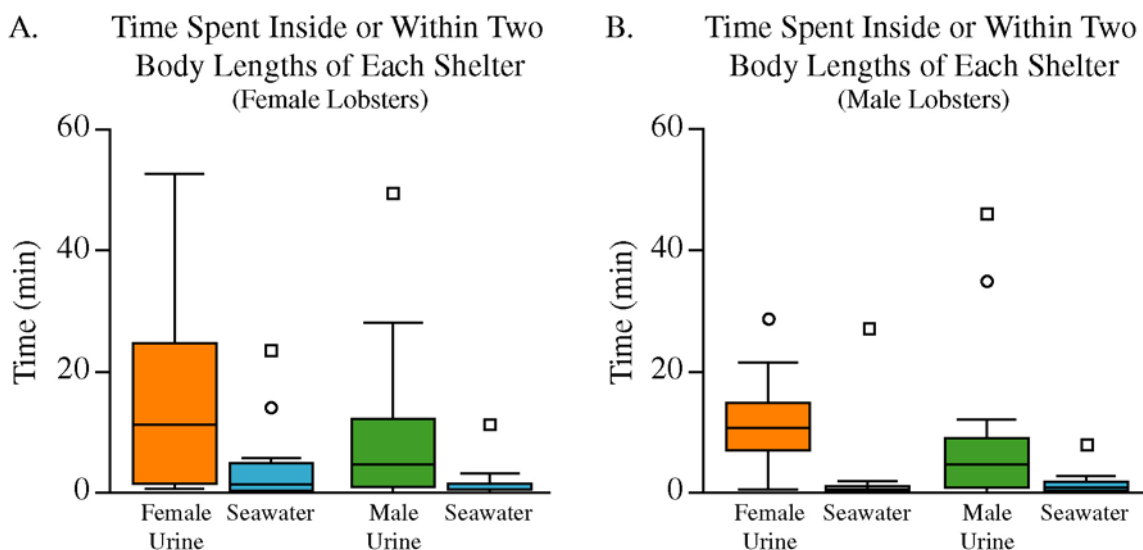 A.
Time Spent Inside or Within Two
Body Lengths of Each Shelter
(Female Lobsters)
Time (min)
60
40
20
0
Female
Urine
Seawater
Male
Urine
Seawater
B.
Time Spent Inside or Within Two
Body Lengths of Each Shelter
(Male Lobsters)
Time (min)
60
40
20
0
Female
Urine
Seawater
Male
Urine
Seawater